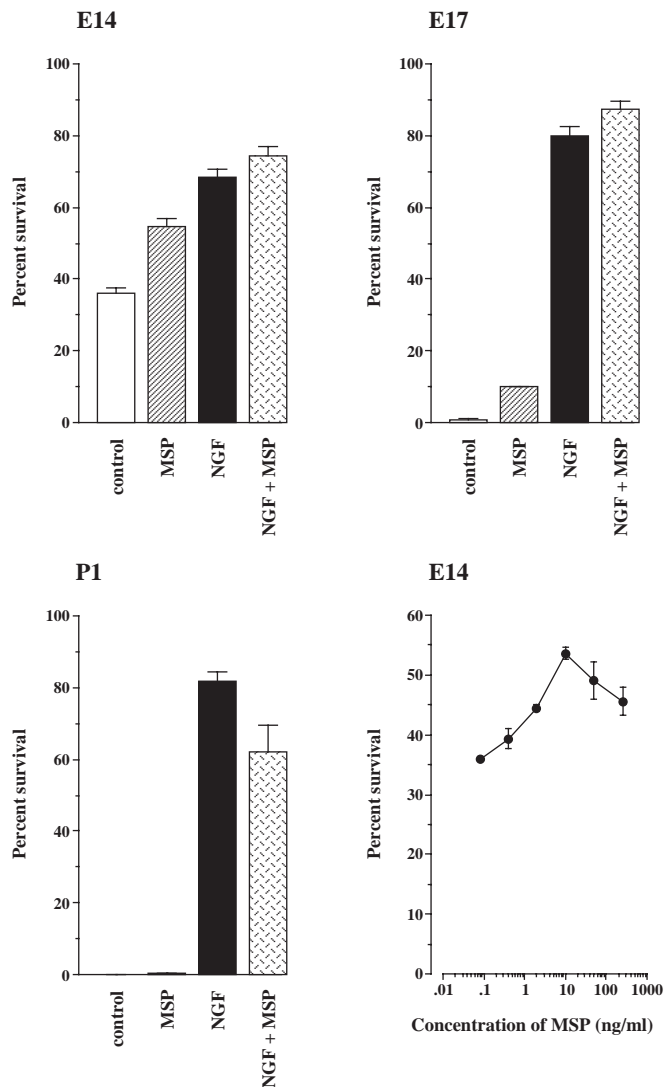 E14
100
80
60
40
20
0
Percent survival
control
MSP
NGF
NGF + MSP
E17
100
80
60
40
20
0
Percent survival
control
MSP
NGF
NGF + MSP
P1
100
80
60
40
20
0
Percent survival
control
MSP
NGF
NGF + MSP
E14
60
50
40
30
20
10
0
Percent survival
.01 .1 1 10 100 1000
Concentration of MSP (ng/ml)